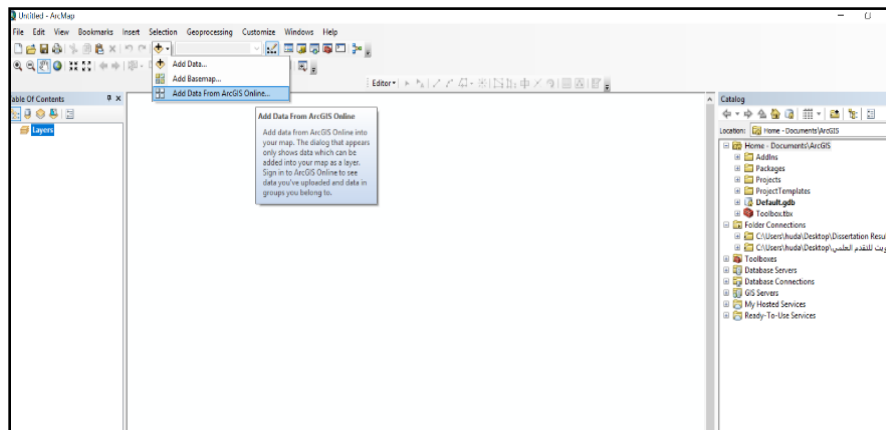 Untitled - ArcMap
File Edit View Bookmarks Insert Selection Geoprocessing Customize Windows Help
Add Data...
Add Basemap...
Add Data From ArcGIS Online...
Editor
able Of Contents
Layers
Add Data From ArcGIS Online
Add data from ArcGIS Online into
your map. The dialog that appears
only shows data which can be
added into your map as a layer.
Sign in to ArcGIS Online to see
data you've uploaded and data in
groups you belong to.
Catalog
Location: Home - Documents\ArcGIS
Home - Documents\ArcGIS
AddIns
Packages
Projects
ProjectTemplates
Default.gdb
Toolbox.tbx
Folder Connections
C:\Users\huda\Desktop\Dissertation Resul
C:\Users\huda\Desktop\ويت للتقدم العلمي
Toolboxes
Database Servers
Database Connections
GIS Servers
My Hosted Services
Ready-To-Use Services